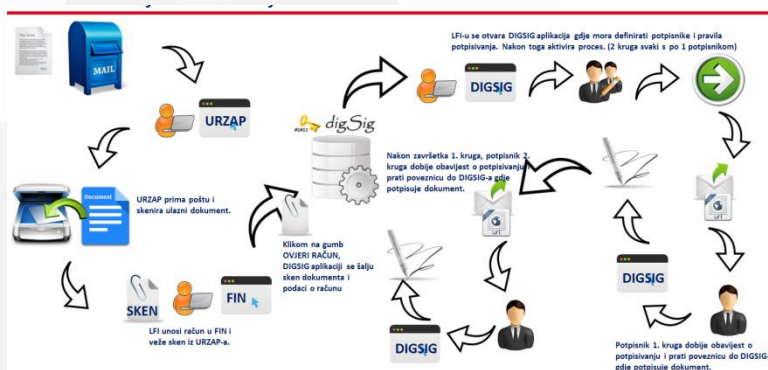 MAIL
URZAP
URZAP prima poštu i
skenira ulazni dokument.
Document
SKEN
FIN
LFI unosi račun u FIN i
veže sken iz URZAP-a.
Klikom na gumb
OVJERI RAČUN,
DIGSIG aplikaciji se šalju
sken dokumenta i
podaci o računu
digSig
LFI-u se otvara DIGSIG aplikacija gdje mora definirati potpisnike i pravila
potpisivanja. Nakon toga aktivira proces. (2 kruga svaki s po 1 potpisnikom)
DIGSIG
Potpisnik 1. kruga dobije obavijest o
potpisivanju i prati poveznicu do DIGSIG-
gdje potpisuje dokument.
DIGSIG
Nakon završetka 1. kruga, potpisnik 2.
kruga dobije obavijest o potpisivanju i
prati poveznicu do DIGSIG-a gdje
potpisuje dokument.
DIGSIG